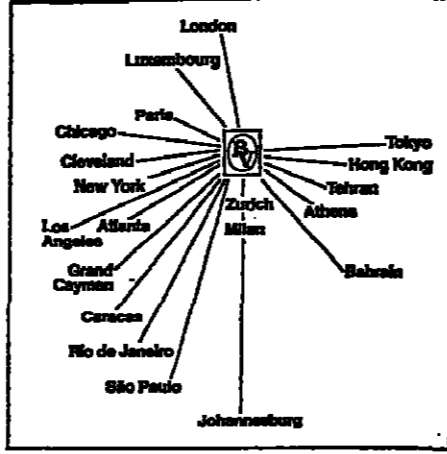 London
Luxembourg
Paris
Chicago
Cleveland
New York
Los
Angeles
Atlanta
Grand
Cayman
Caracas
Rio de Janeiro
São Paulo
BV
Tokyo
Hong Kong
Tehran
Athens
Zurich
Milan
Bahrain
Johannesburg